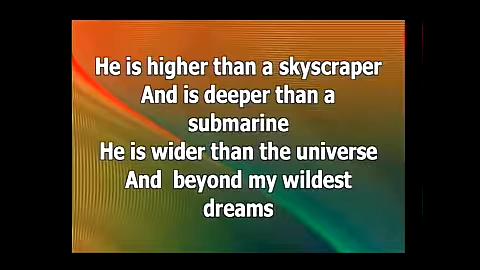 He is higher than a skyscraper
And is deeper than a
submarine
He is wider than the universe
And  beyond my wildest
dreams